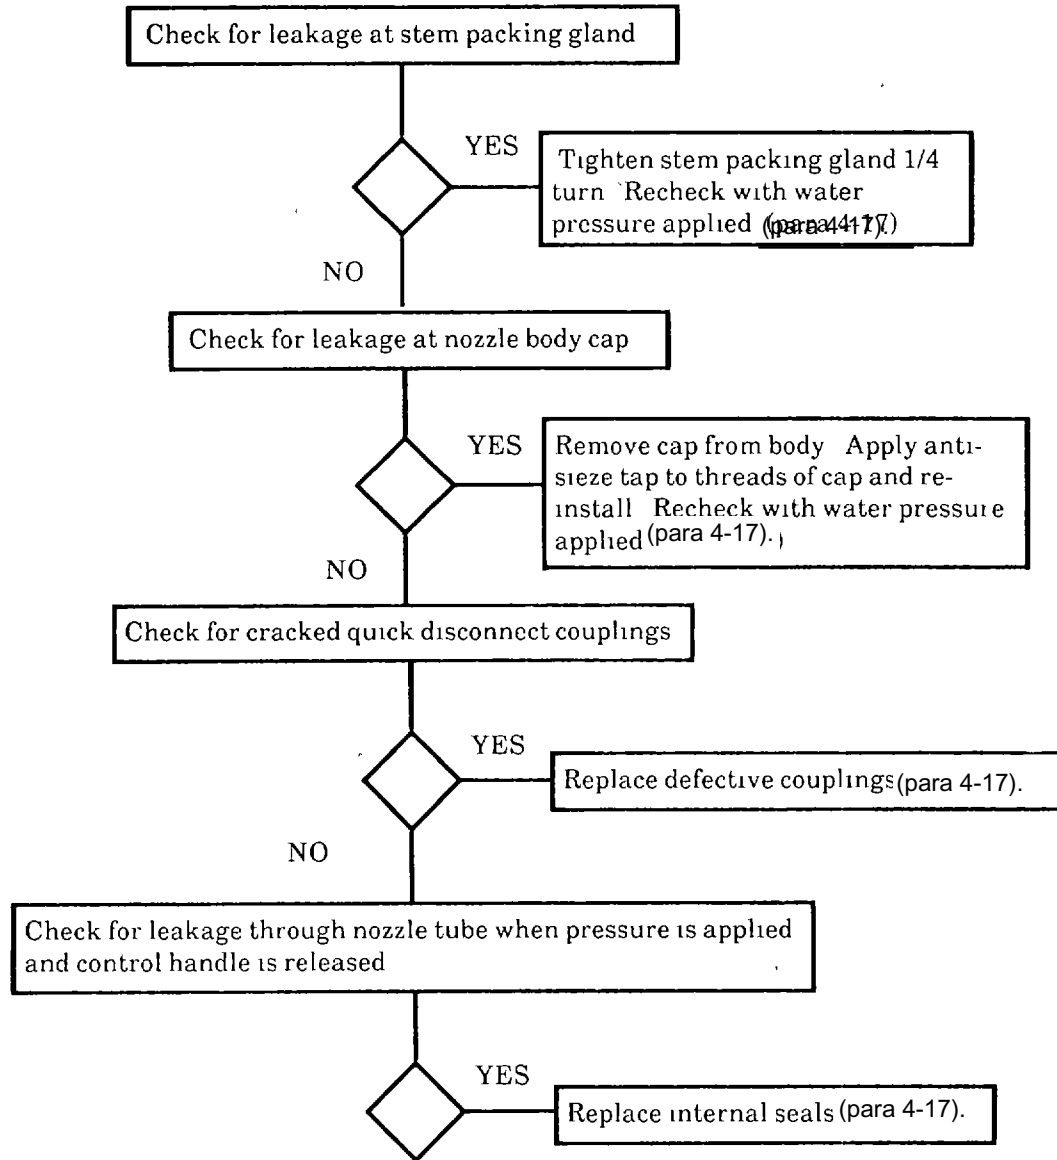 Check for leakage at stem packing gland
YES
Tighten stem packing gland 1/4
turn Recheck with water
pressure applied (para 4-17).
NO
Check for leakage at nozzle body cap
YES
Remove cap from body Apply anti-
sieze tap to threads of cap and re-
install Recheck with water pressure
applied (para 4-17). )
NO
Check for cracked quick disconnect couplings
YES
Replace defective couplings (para 4-17).
NO
Check for leakage through nozzle tube when pressure is applied
and control handle is released
YES
Replace internal seals (para 4-17).